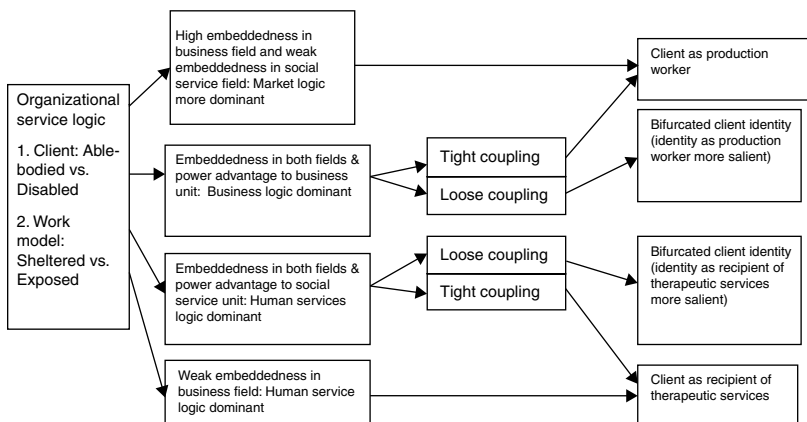 Organizational
service logic
1. Client: Able-
bodied vs.
Disabled
2. Work
model:
Sheltered vs.
Exposed
High embeddedness in
business field and weak
embeddedness in social
service field: Market logic
more dominant
Embeddedness in both fields &
power advantage to business
unit: Business logic dominant
Embeddedness in both fields &
power advantage to social
service unit: Human services
logic dominant
Weak embeddedness in
business field: Human service
logic dominant
Tight coupling
Loose coupling
Loose coupling
Tight coupling
Client as production
worker
Bifurcated client identity
(identity as production
worker more salient)
Bifurcated client identity
(identity as recipient of
therapeutic services
more salient)
Client as recipient of
therapeutic services